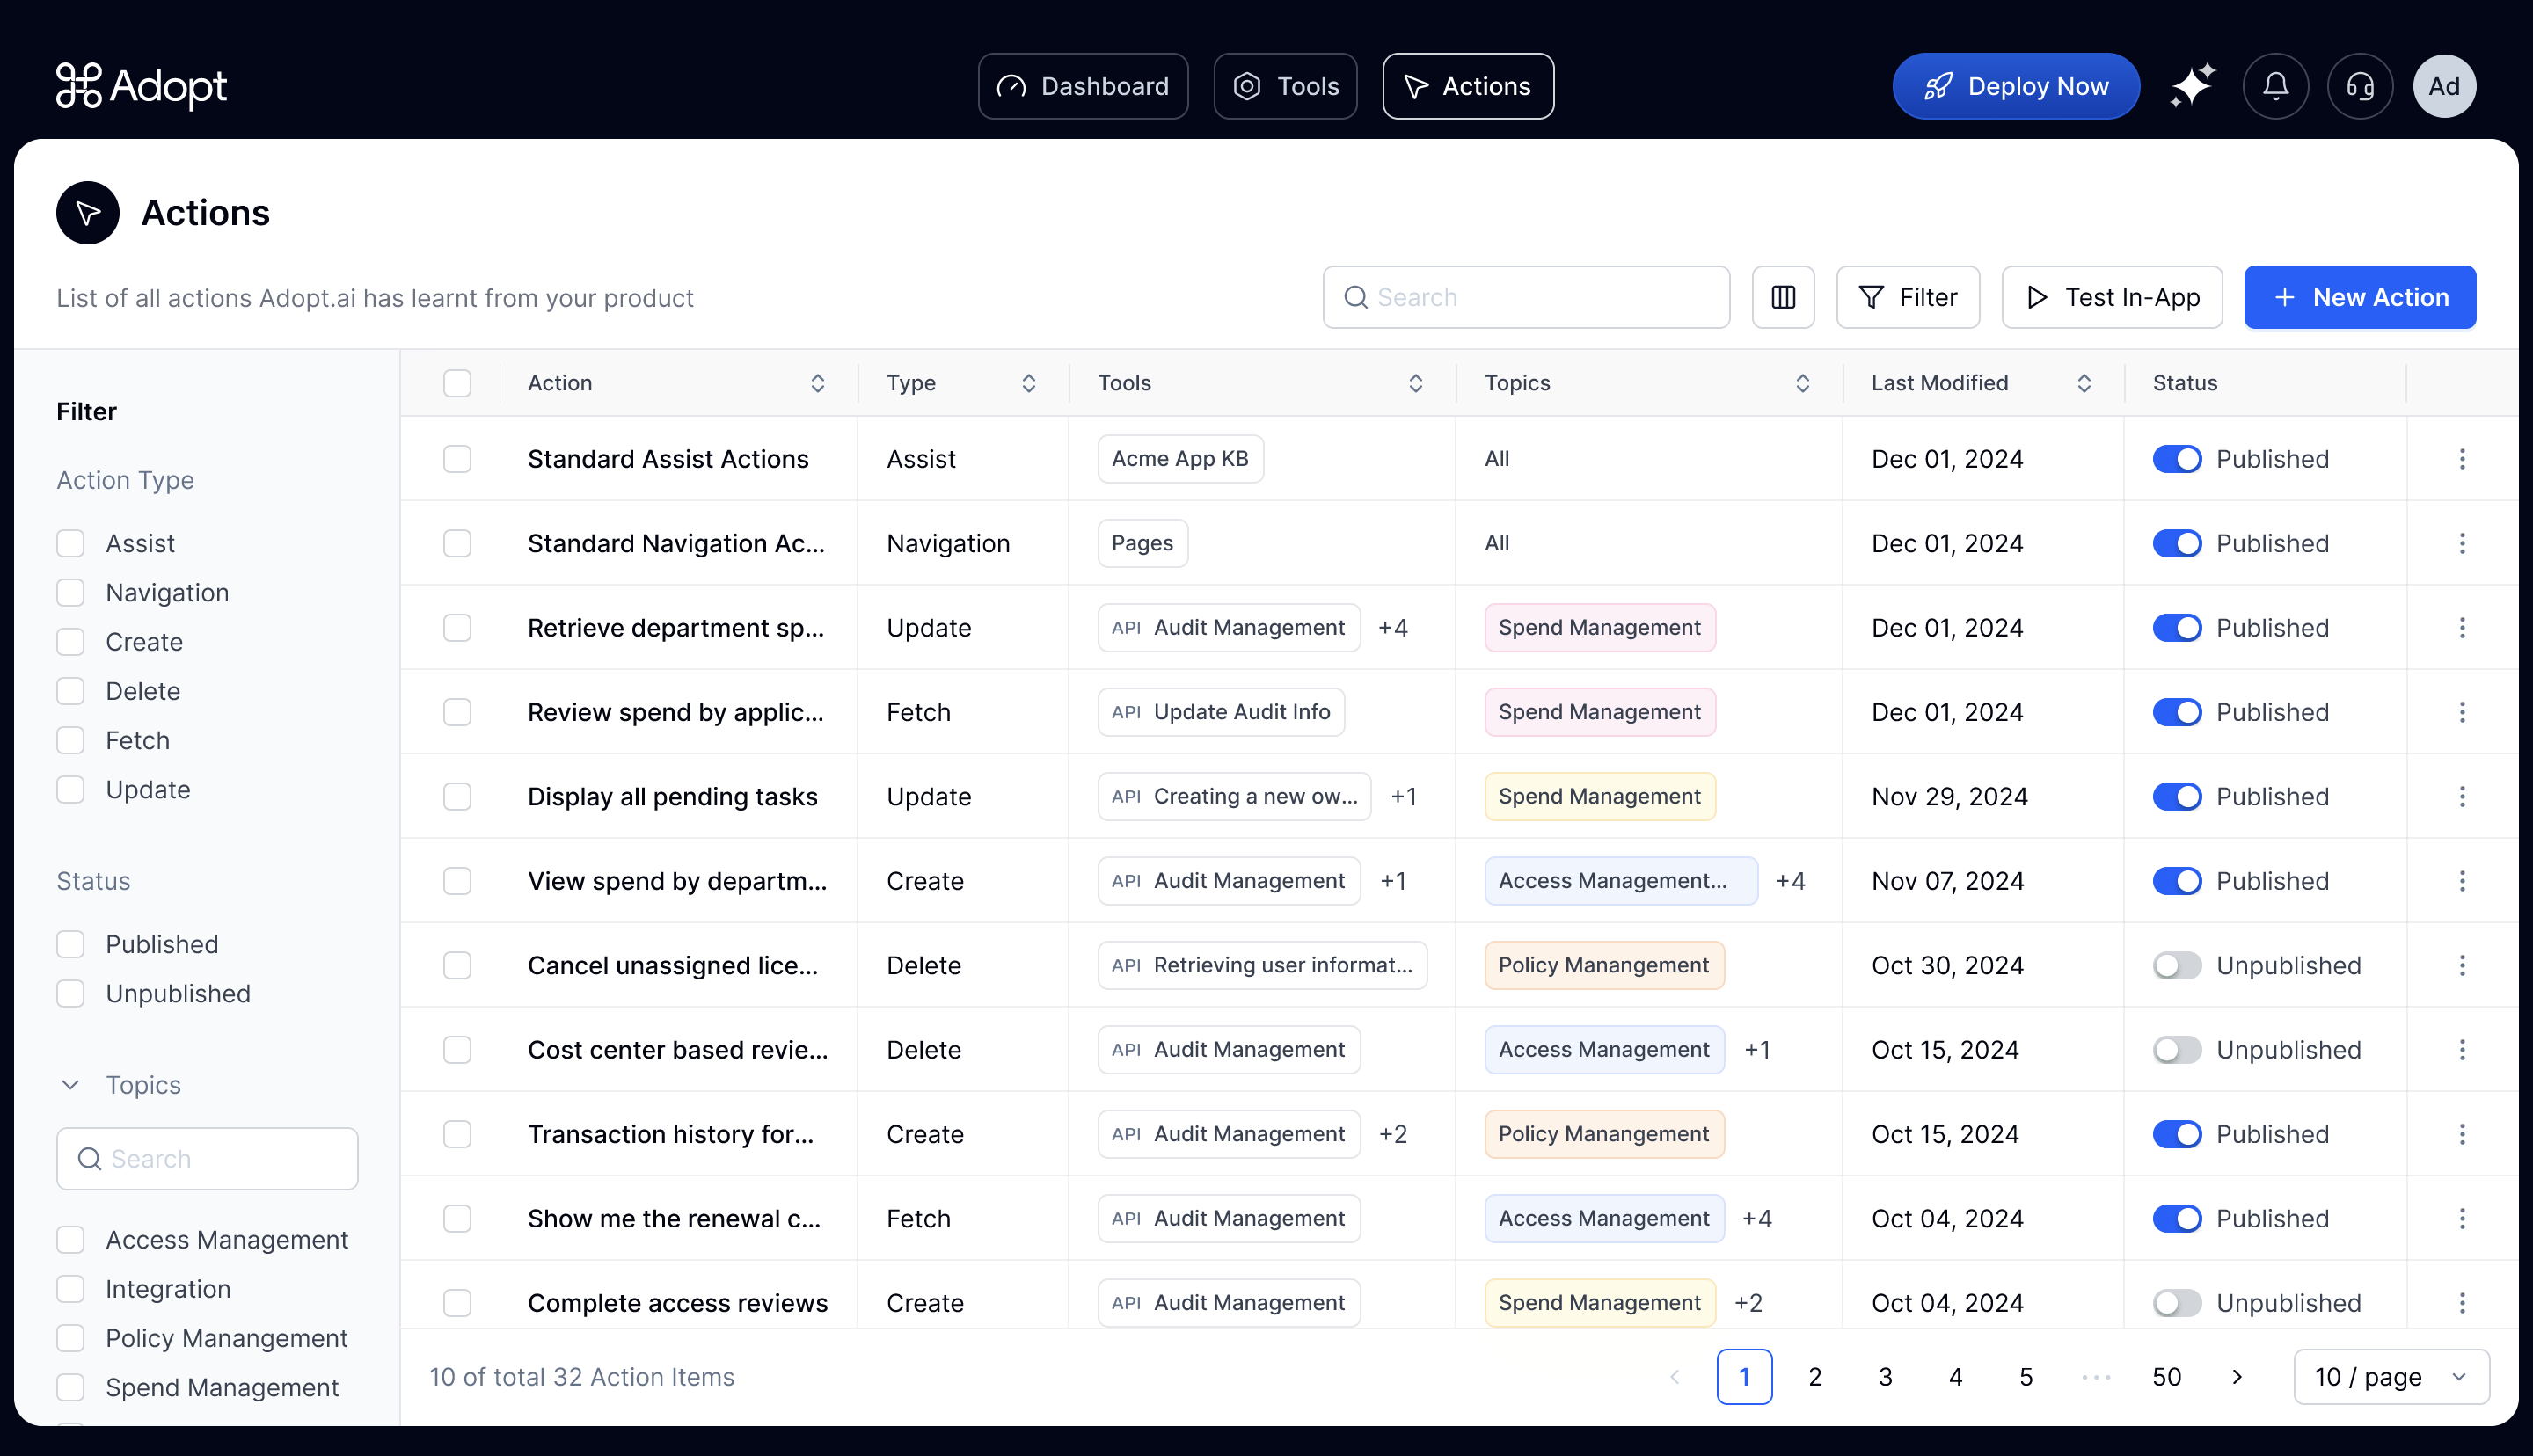 Adopt
Dashboard Tools Actions
Deploy Now Ad
Actions
List of all actions Adopt.ai has learnt from your product
Search Filter Test In-App New Action
Filter
Action Type
Assist
Navigation
Create
Delete
Fetch
Update
Status
Published
Unpublished
Topics
Search
Access Management
Integration
Policy Manangement
Spend Management
Action Type Tools Topics Last Modified Status
Standard Assist Actions Assist Acme App KB All Dec 01, 2024 Published
Standard Navigation Ac... Navigation Pages All Dec 01, 2024 Published
Retrieve department sp... Update API Audit Management +4 Spend Management Dec 01, 2024 Published
Review spend by applic... Fetch API Update Audit Info Spend Management Dec 01, 2024 Published
Display all pending tasks Update API Creating a new ow... +1 Spend Management Nov 29, 2024 Published
View spend by departm... Create API Audit Management +1 Access Management... +4 Nov 07, 2024 Published
Cancel unassigned lice... Delete API Retrieving user informat... Policy Manangement Oct 30, 2024 Unpublished
Cost center based revie... Delete API Audit Management Access Management +1 Oct 15, 2024 Unpublished
Transaction history for... Create API Audit Management +2 Policy Manangement Oct 15, 2024 Published
Show me the renewal c... Fetch API Audit Management Access Management +4 Oct 04, 2024 Published
Complete access reviews Create API Audit Management Spend Management +2 Oct 04, 2024 Unpublished
10 of total 32 Action Items 1 2 3 4 5 ••• 50 10 / page